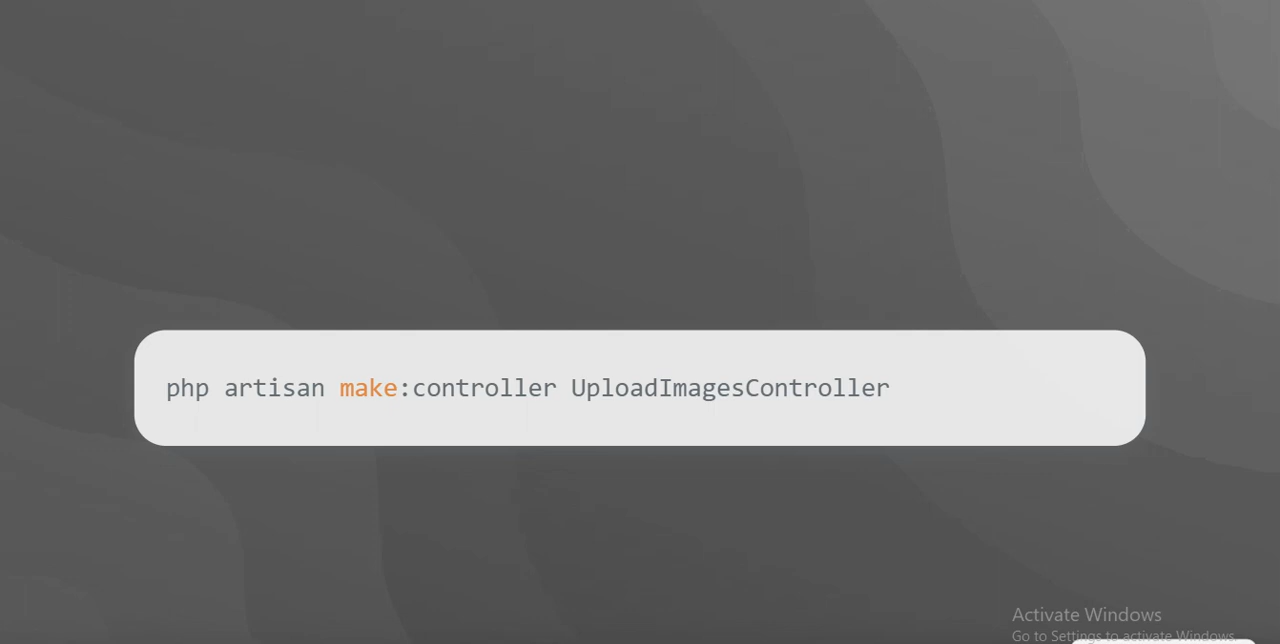 php artisan make:controller UploadImagesController
Activate Windows
Go to Settings to activate Windows.